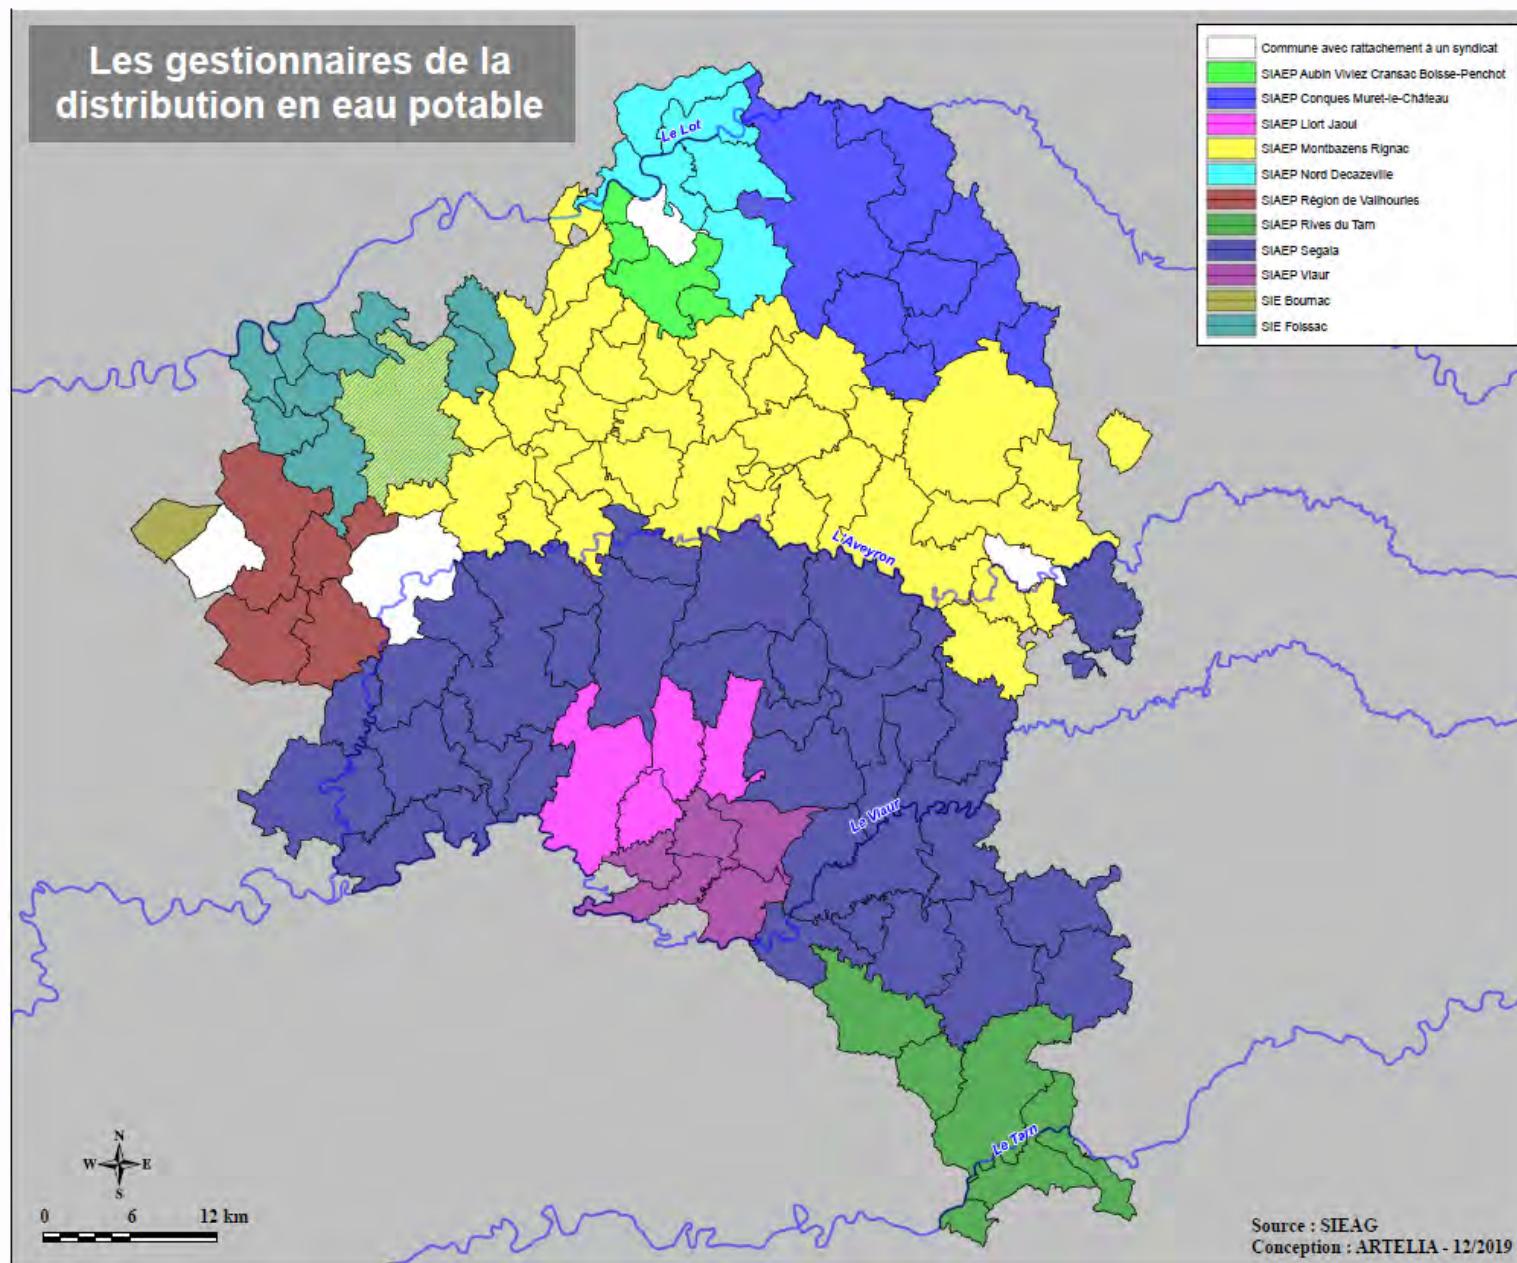 Les gestionnaires de la
distribution en eau potable
Commune avec rattachement à un syndicat
SIAEP Aubin Viviez Cransac Boisse-Penchot
SIAEP Conques Muret-le-Château
SIAEP Liort Jaoul
SIAEP Montbazens Rignac
SIAEP Nord Decazeville
SIAEP Région de Vailhourles
SIAEP Rives du Tarn
SIAEP Segala
SIAEP Viaur
SIE Bournac
SIE Foissac
Le Lot
L'Aveyron
Le Viaur
Le Tarn
N
W E
S
0 6 12 km
Source : SIEAG
Conception : ARTELIA - 12/2019